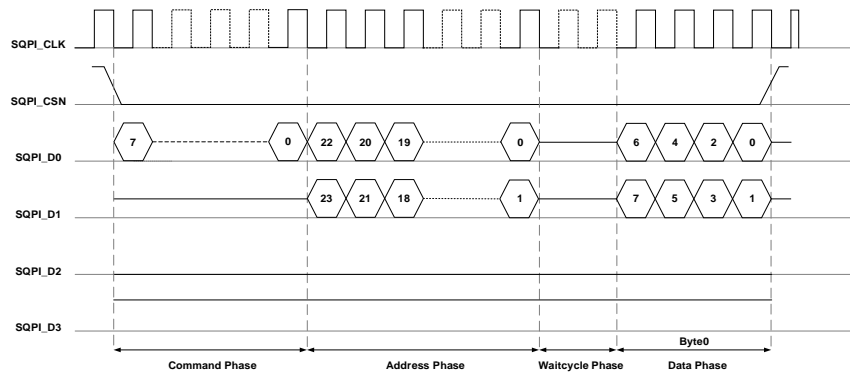 SQPI_CLK
SQPI_CSN
7 0 22 20 19 0 6 4 2 0
SQPI_D0
23 21 18 1 7 5 3 1
SQPI_D1
SQPI_D2
SQPI_D3
Byte0
Command Phase Address Phase Waitcycle Phase Data Phase